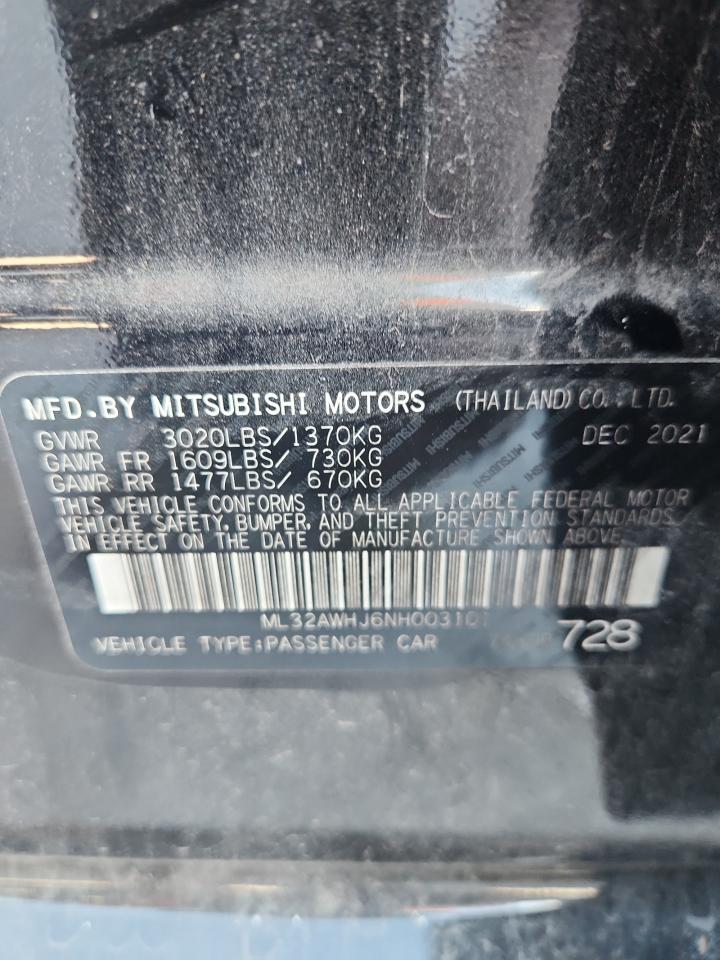 MFD.BY MITSUBISHI MOTORS (THAILAND) CO., LTD.
GVWR 3020LBS/1370KG DEC 2021
GAWR FR 1609LBS/ 730KG
GAWR RR 1477LBS/ 670KG
THIS VEHICLE CONFORMS TO ALL APPLICABLE FEDERAL MOTOR
VEHICLE SAFETY, BUMPER, AND THEFT PREVENTION STANDARDS
IN EFFECT ON THE DATE OF MANUFACTURE SHOWN ABOVE.
VEHICLE TYPE:PASSENGER CAR 728